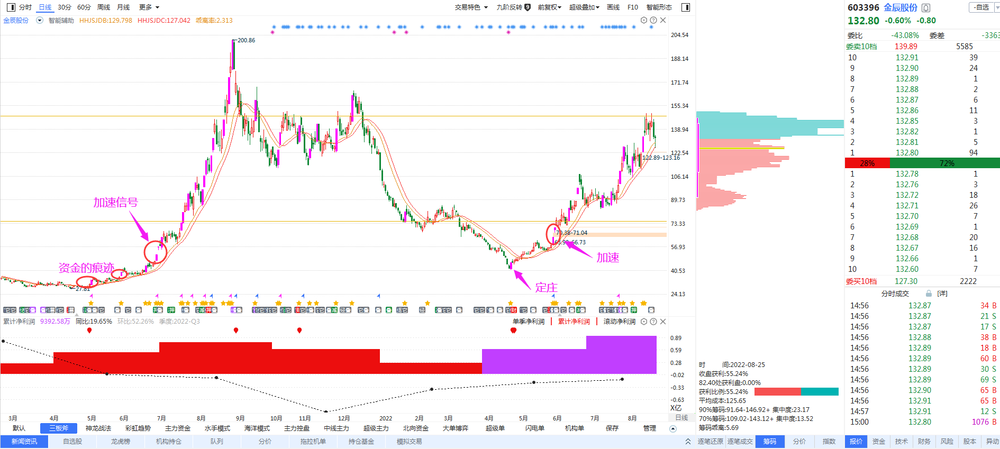 分时 日线 30分 60分 周线 月线 更多
交易特色 九阶反转 9 前复权 超级叠加 画线 F10 智能形态
金辰股份 智能辅助 HHJSJDB:129.798 HHJSJDC:127.042 乖离率:2.313
204.54
200.86
188.14
171.74
155.34
138.94
122.54
122.89-123.16
106.14
89.73
73.33
70.38-71.04
56.93
40.53
24.13
加速信号
资金的痕迹
27.81
加速
定庄
累计净利润 9392.58万 同比:19.65% 环比:52.26% 季度:2022-Q3
单季净利润 累计净利润 滚动净利润
0.89
0.59
0.28
-0.02
-0.33
-0.63
X亿
3月 4月 5月 6月 7月 8月 9月 10月 11月 12月 2022 2月 3月 4月 5月 6月 7月 8月 日线
默认 三板斧 神龙战法 彩虹趋势 主力资金 水手模式 海洋模式 主力控盘 中线主力 超级主力 北向资金 大单博弈 超级单 闪电单 机构单 保存 管理
新闻资讯 自选股 龙虎榜 机构持仓 队列 分价 拖拉机单 持仓基金 模拟交易
时 间:2022-08-25
收盘获利:55.24%
82.40处获利盘:0.00%
获利比例:55.24%
平均成本:125.65
90%筹码:91.64-146.92+ 集中度:23.17
70%筹码:109.02-143.12+ 集中度:13.52
筹码乖离:5.69
逐笔还原 逐笔成交 筹码 分价 指数
603396 金辰股份 -自选
132.80 -0.60% -0.80
委比 -43.08% 委差 -3363
委卖10档 139.89 5585
10 132.91 39
9 132.90 24
8 132.89 1
7 132.88 2
6 132.87 6
5 132.86 11
4 132.85 3
3 132.82 1
2 132.81 5
1 132.80 94
28% 72%
1 132.78 1
2 132.76 3
3 132.72 18
4 132.71 26
5 132.70 7
6 132.69 1
7 132.68 20
8 132.67 16
9 132.66 1
10 132.60 7
委买10档 127.30 2222
分时成交 [详]
14:56 132.87 34 B
14:56 132.87 21 S
14:56 132.87 17 S
14:56 132.88 38 B
14:56 132.89 18 B
14:56 132.89 60 B
14:56 132.89 30 S
14:56 132.89 69 S
14:56 132.90 65 B
14:56 132.91 65 B
14:57 132.91 12 S
15:00 132.80 1076 B
报价 资金 技术 财务 风险 股本 异动